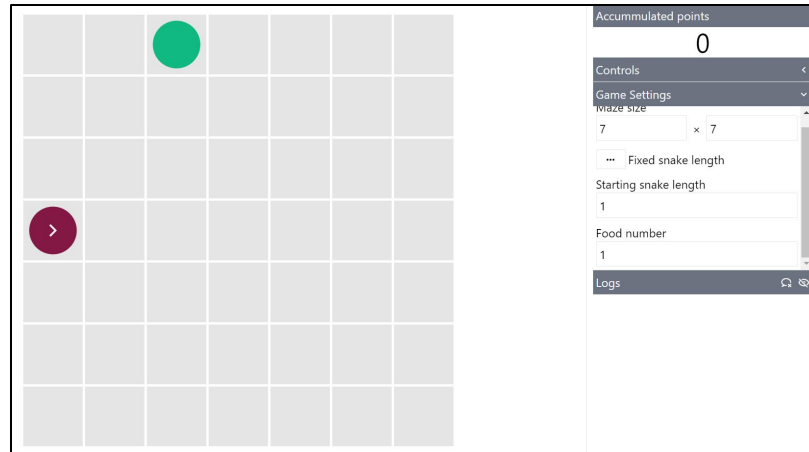 Accummulated points
0
Controls
Game Settings
Maze size
7 × 7
Fixed snake length
Starting snake length
1
Food number
1
Logs